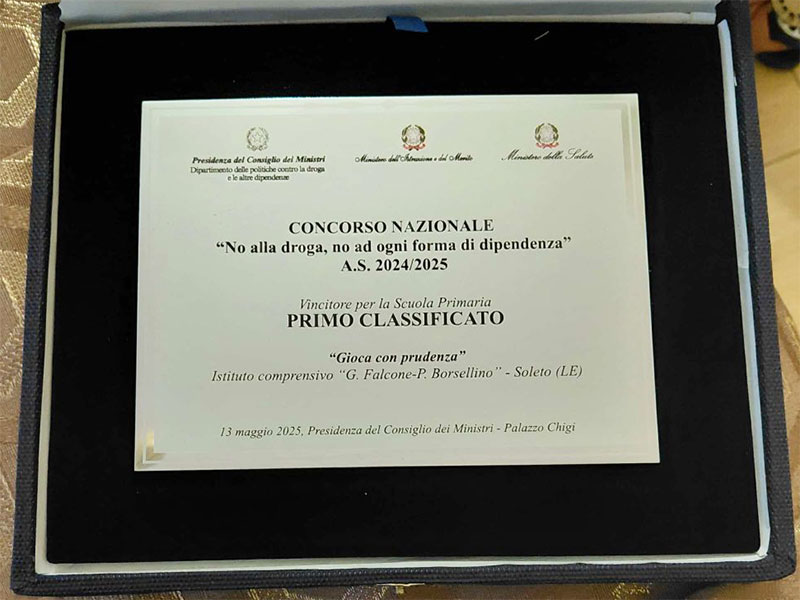 Presidenza del Consiglio dei Ministri
Dipartimento delle politiche contro la droga
e le altre dipendenze
Ministero dell'Istruzione e del Merito
Ministero della Salute
CONCORSO NAZIONALE
“No alla droga, no ad ogni forma di dipendenza”
A.S. 2024/2025
Vincitore per la Scuola Primaria
PRIMO CLASSIFICATO
“Gioca con prudenza”
Istituto comprensivo “G. Falcone-P. Borsellino” - Soleto (LE)
13 maggio 2025, Presidenza del Consiglio dei Ministri - Palazzo Chigi